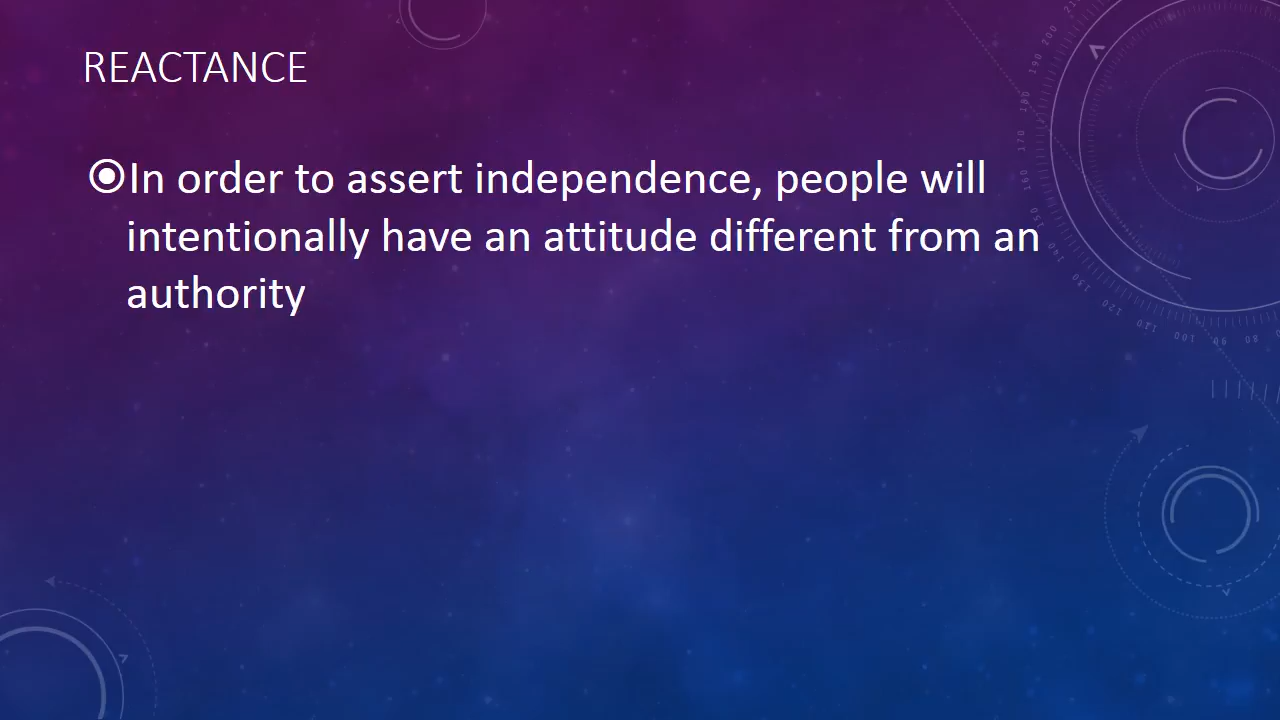 REACTANCE
In order to assert independence, people will
intentionally have an attitude different from an
authority